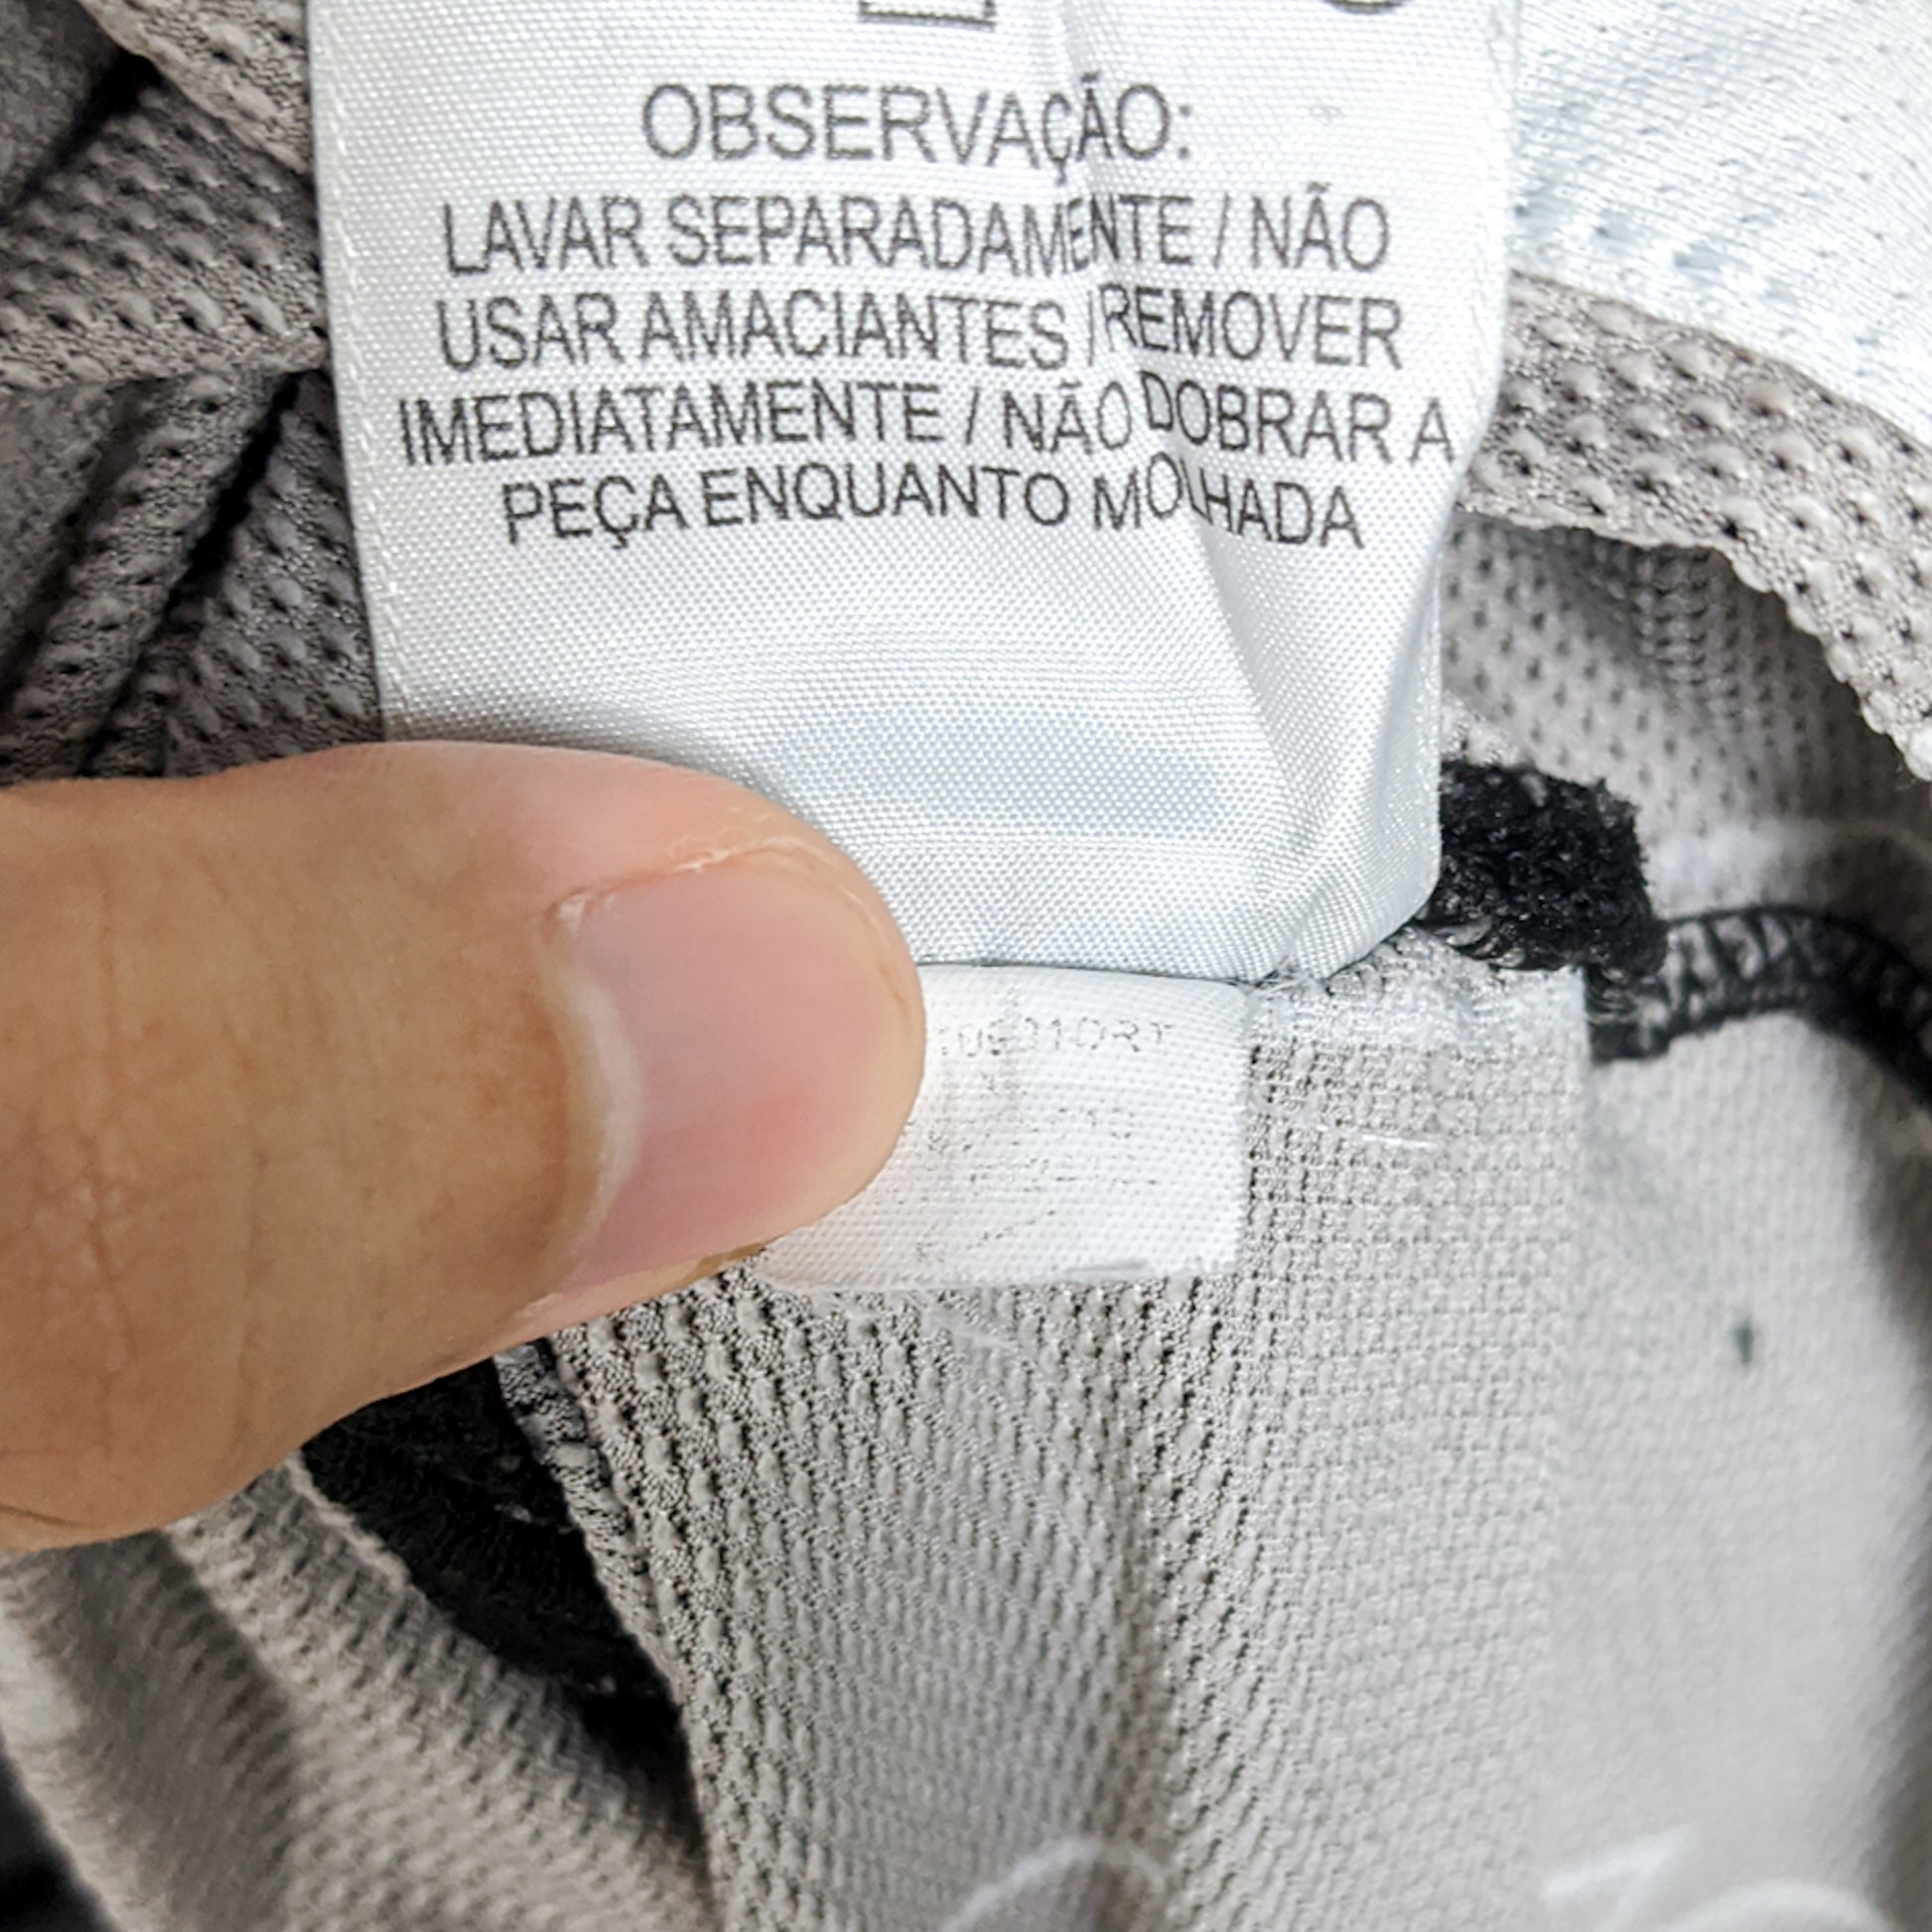 OBSERVAÇÃO:
LAVAR SEPARADAMENTE / NÃO
USAR AMACIANTES / REMOVER
IMEDIATAMENTE / NÃO DOBRAR A
PEÇA ENQUANTO MOLHADA